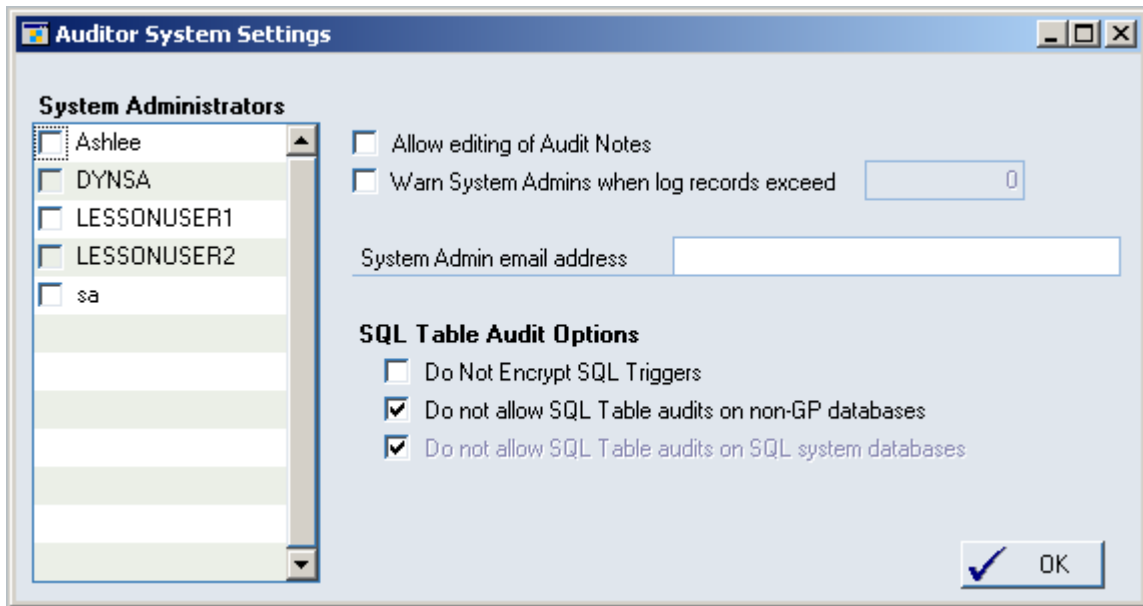 Auditor System Settings
System Administrators
Ashlee
DYNSA
LESSONUSER1
LESSONUSER2
sa
Allow editing of Audit Notes
Warn System Admins when log records exceed 0
System Admin email address
SQL Table Audit Options
Do Not Encrypt SQL Triggers
Do not allow SQL Table audits on non-GP databases
Do not allow SQL Table audits on SQL system databases
OK